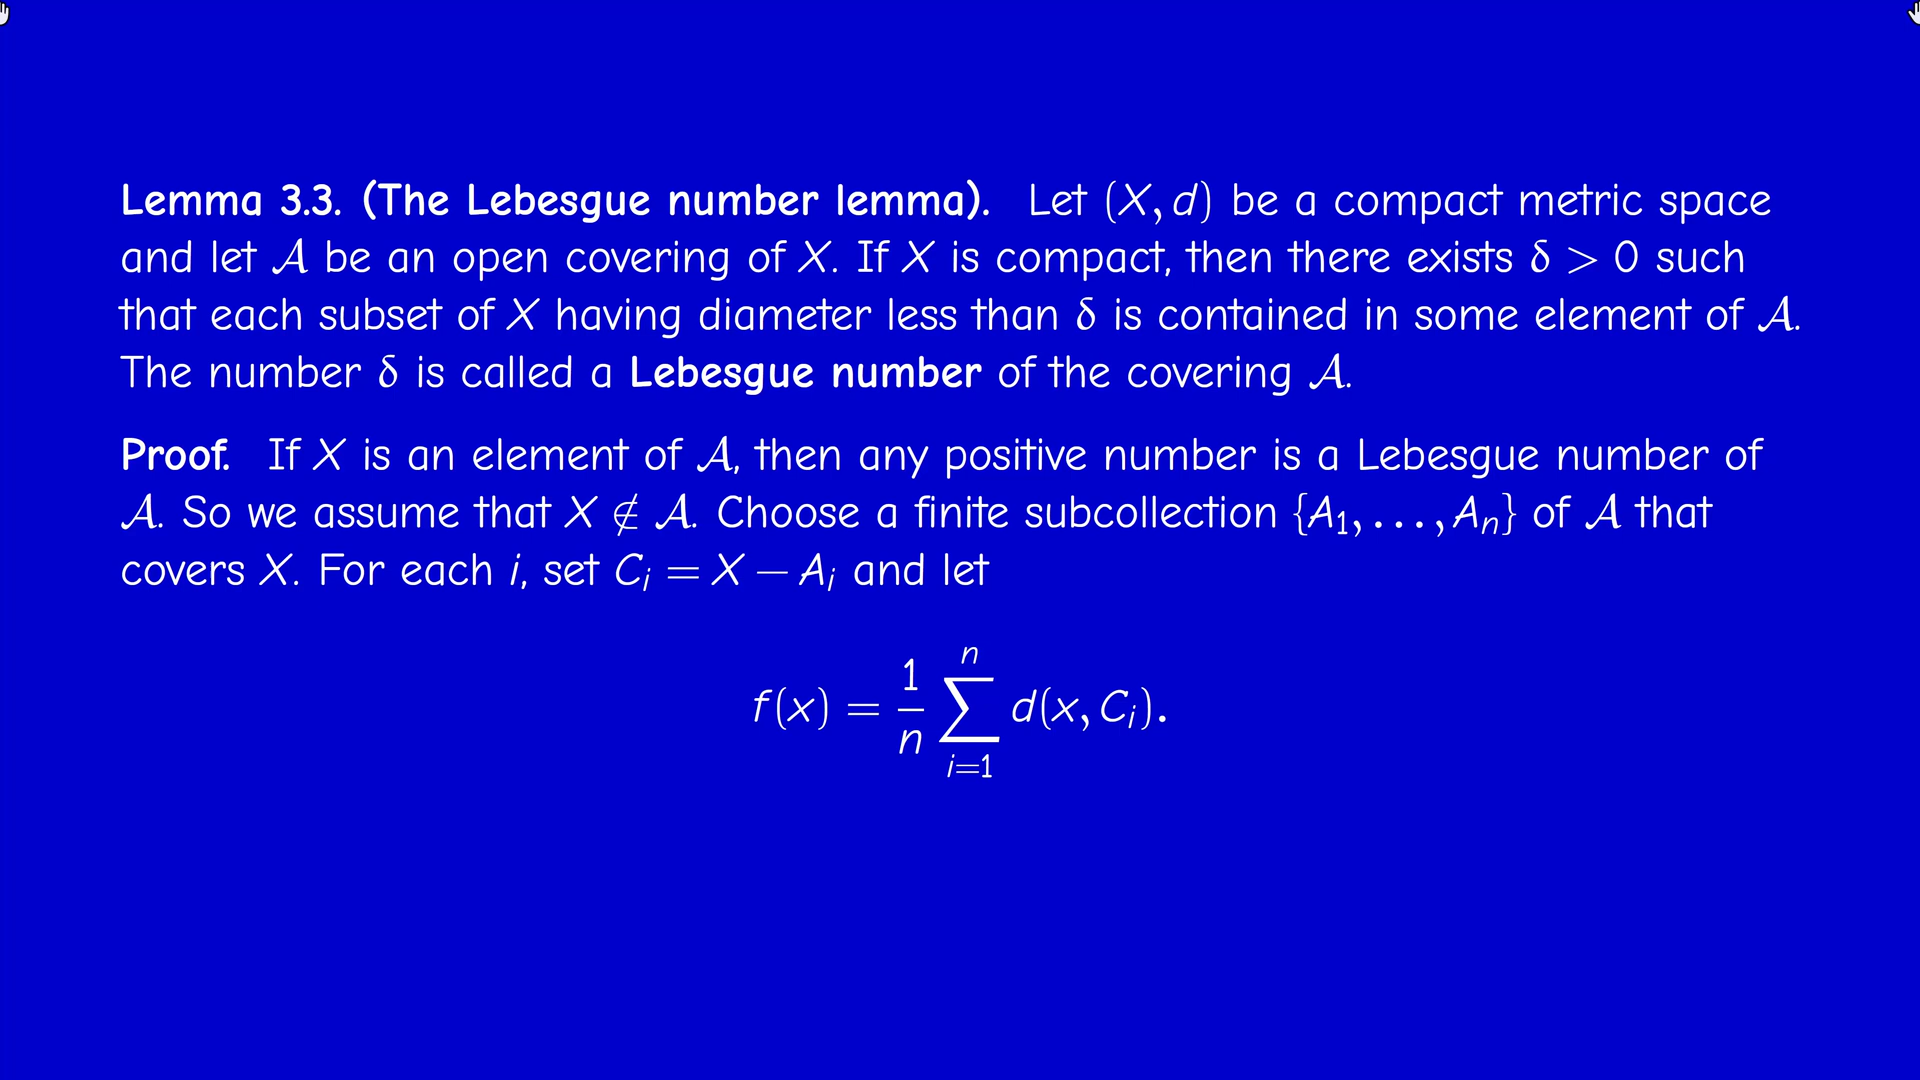 Lemma 3.3. (The Lebesgue number lemma). Let (X, d) be a compact metric space
and let 𝒜 be an open covering of X. If X is compact, then there exists δ > 0 such
that each subset of X having diameter less than δ is contained in some element of 𝒜.
The number δ is called a Lebesgue number of the covering 𝒜.
Proof. If X is an element of 𝒜, then any positive number is a Lebesgue number of
𝒜. So we assume that X ∉ 𝒜. Choose a finite subcollection {A₁, …, Aₙ} of 𝒜 that
covers X. For each i, set Cᵢ = X − Aᵢ and let
f(x) = \frac{1}{n} \sum_{i=1}^{n} d(x, Cᵢ).